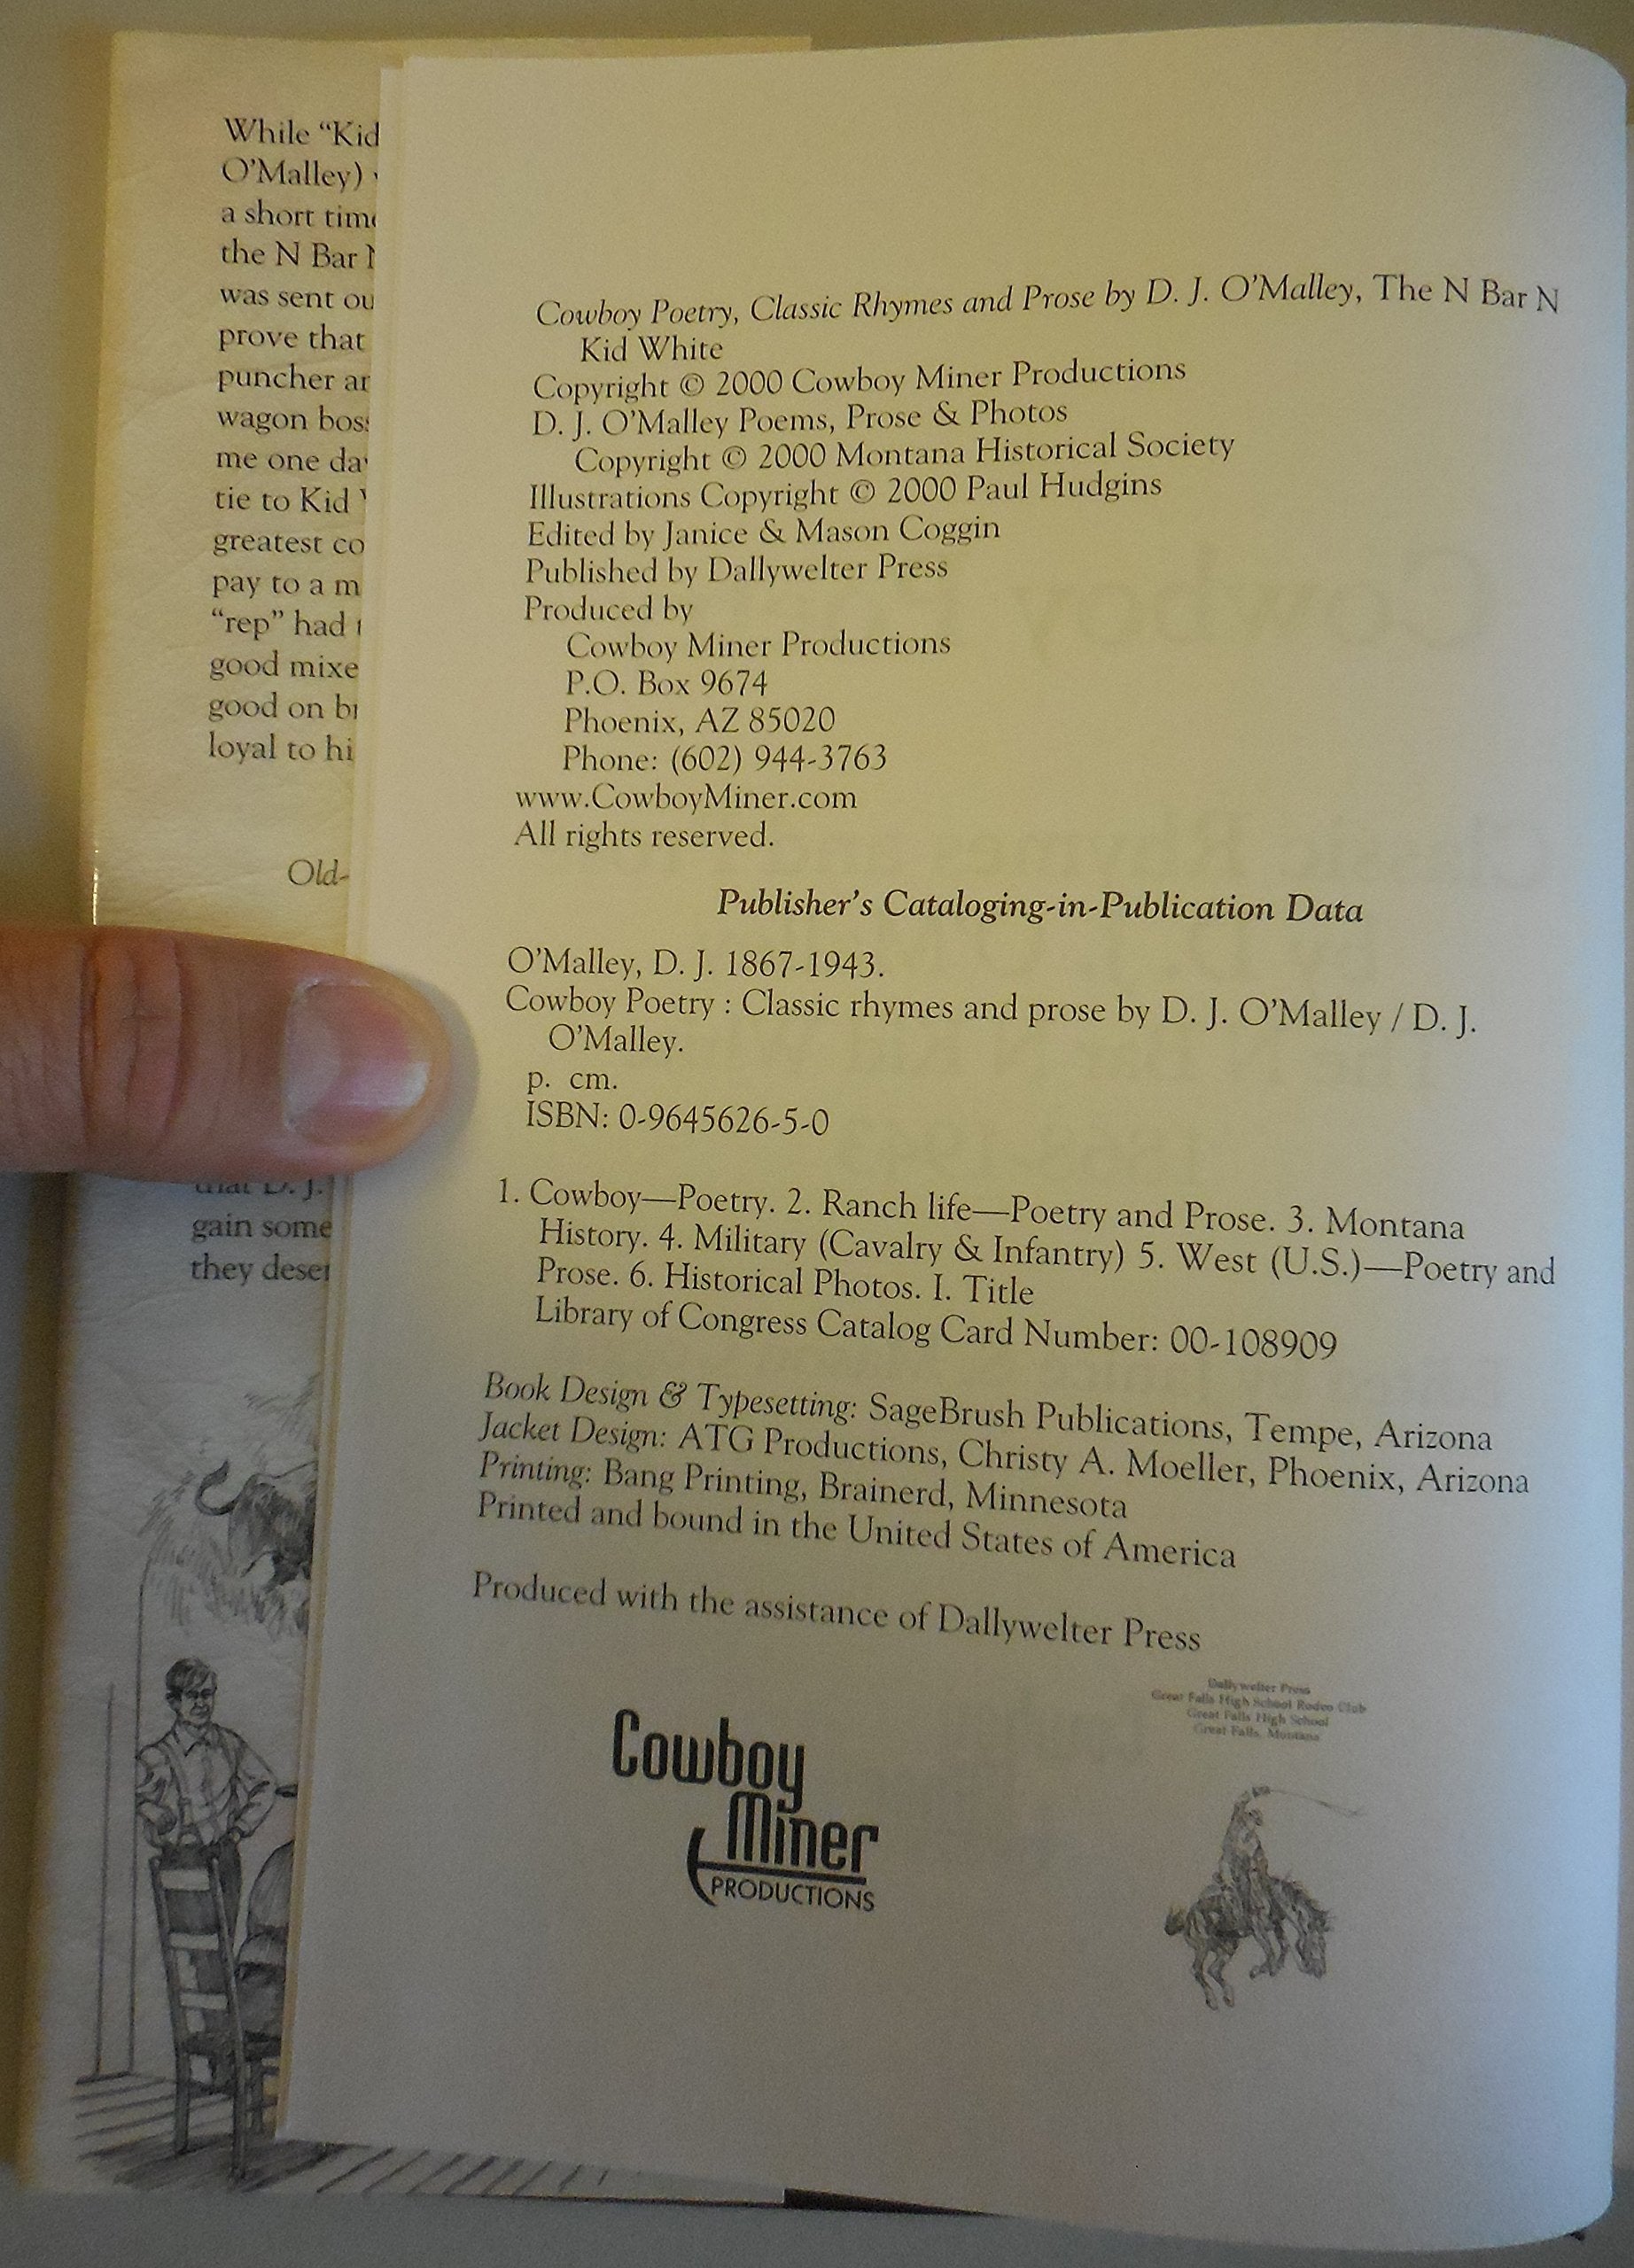 While "Kid
O'Malley)
a short time
the N Bar
was sent ou
prove that
puncher ar
wagon boss
me one day
tie to Kid
greatest co
pay to a m
"rep" had
good mixe
good on br
loyal to hi
Old-
that D. J.
gain some
they deser
Cowboy Poetry, Classic Rhymes and Prose by D. J. O'Malley, The N Bar N
Kid White
Copyright © 2000 Cowboy Miner Productions
D. J. O'Malley Poems, Prose & Photos
Copyright © 2000 Montana Historical Society
Illustrations Copyright © 2000 Paul Hudgins
Edited by Janice & Mason Coggin
Published by Dallywelter Press
Produced by
Cowboy Miner Productions
P.O. Box 9674
Phoenix, AZ 85020
Phone: (602) 944-3763
www.CowboyMiner.com
All rights reserved.
Publisher's Cataloging-in-Publication Data
O'Malley, D. J. 1867-1943.
Cowboy Poetry : Classic rhymes and prose by D. J. O'Malley / D. J.
O'Malley.
p. cm.
ISBN: 0-9645626-5-0
1. Cowboy—Poetry. 2. Ranch life—Poetry and Prose. 3. Montana
History. 4. Military (Cavalry & Infantry) 5. West (U.S.)—Poetry and
Prose. 6. Historical Photos. I. Title
Library of Congress Catalog Card Number: 00-108909
Book Design & Typesetting: SageBrush Publications, Tempe, Arizona
Jacket Design: ATG Productions, Christy A. Moeller, Phoenix, Arizona
Printing: Bang Printing, Brainerd, Minnesota
Printed and bound in the United States of America
Produced with the assistance of Dallywelter Press
Dallywelter Press
Great Falls High School Rodeo Club
Great Falls High School
Great Falls, Montana
Cowboy
Miner
PRODUCTIONS